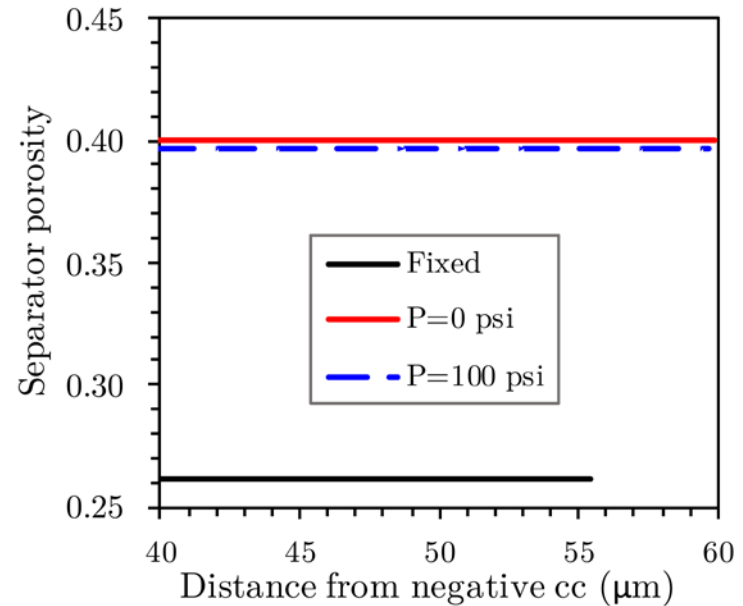 0.45
0.40
0.35
0.30
0.25
Separator porosity
Fixed
P=0 psi
P=100 psi
40 45 50 55 60
Distance from negative cc (μm)